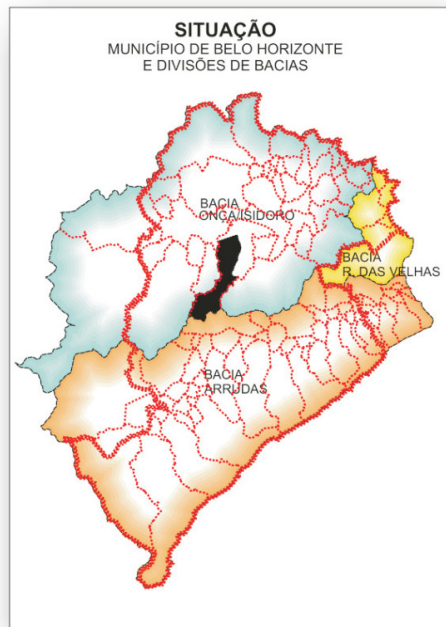 SITUAÇÃO
MUNICÍPIO DE BELO HORIZONTE
E DIVISÕES DE BACIAS
BACIA
ONÇA/ISIDORO
BACIA
R. DAS VELHAS
BACIA
ARRUDAS